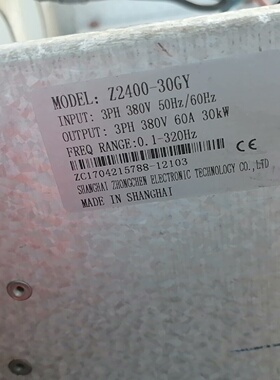 MODEL: Z2400-30GY
INPUT: 3PH 380V 50Hz/60Hz
OUTPUT: 3PH 380V 60A 30kW
FREQ RANGE:0.1-320Hz
ZC1704215788-12103
SHANGHAI ZHONGCHEN ELECTRONIC TECHNOLOGY CO.,LTD
MADE IN SHANGHAI